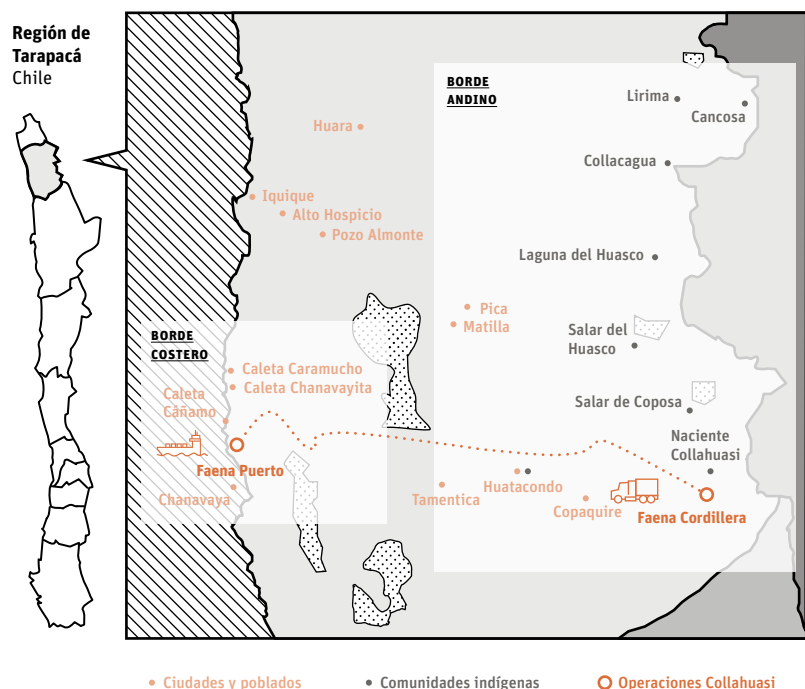 Región de
Tarapacá
Chile
BORDE
ANDINO
Lirima
Cancosa
Huara
Collacagua
Iquique
Alto Hospicio
Pozo Almonte
Laguna del Huasco
Pica
Matilla
Salar del
Huasco
BORDE
COSTERO
Caleta Caramucho
Caleta Chanavayita
Caleta
Cáñamo
Salar de Coposa
Naciente
Collahuasi
Faena Puerto
Chanavaya
Tamentica
Huatacondo
Copaquire
Faena Cordillera
Ciudades y poblados
Comunidades indígenas
Operaciones Collahuasi